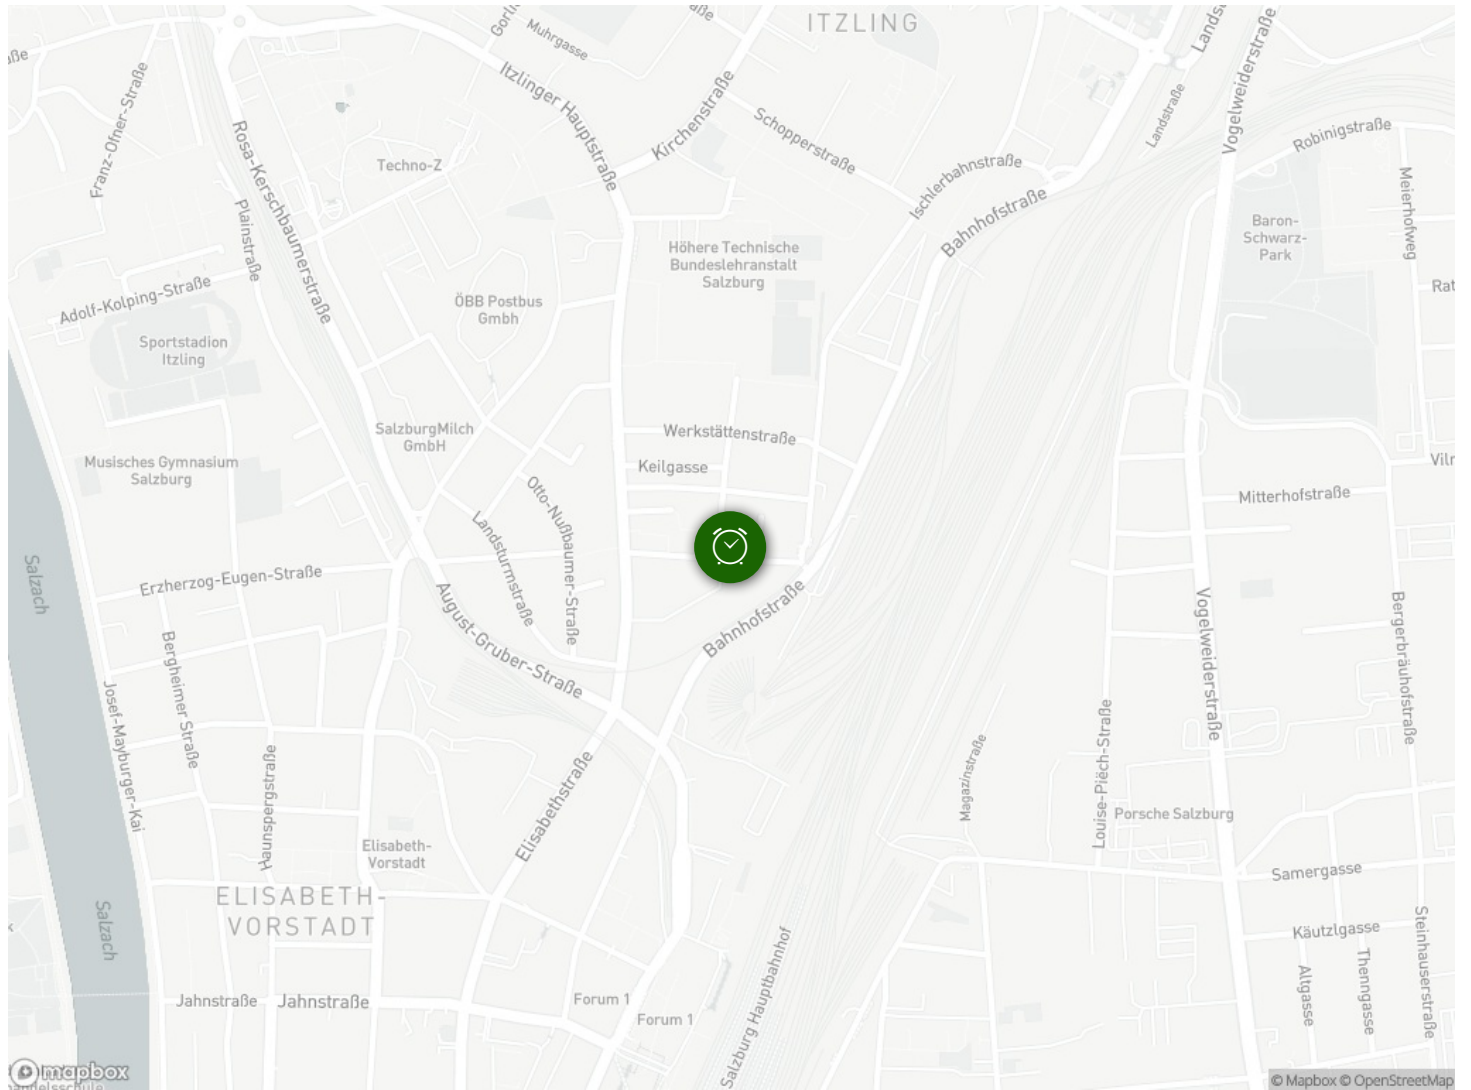 ITZLING
Muhrgasse
Itzlinger Hauptstraße
Kirchenstraße
Schopperstraße
Landstraße
Vogelweiderstraße
Robinigstraße
Franz-Ofner-Straße
Rosa-Kerschbaumerstraße
Techno-Z
Ischlerbahnstraße
Bahnhofstraße
Meierhofweg
Plainstraße
Baron-
Schwarz-
Park
Höhere Technische
Bundeslehranstalt
Salzburg
Adolf-Kolping-Straße
ÖBB Postbus
Gmbh
Sportstadion
Itzling
SalzburgMilch
GmbH
Werkstättenstraße
Keilgasse
Musisches Gymnasium
Salzburg
Mitterhofstraße
Otto-Nußbaumer-Straße
Landsturmstraße
Salzach
Erzherzog-Eugen-Straße
August-Gruber-Straße
Bahnhofstraße
Vogelweiderstraße
Bergerbräuhofstraße
Bergheimer Straße
Josef-Mayburger-Kai
Haunspergstraße
Elisabethstraße
Magazinstraße
Louise-Piëch-Straße
Porsche Salzburg
Elisabeth-
Vorstadt
Samergasse
ELISABETH-
VORSTADT
Salzach
Käutzlgasse
Steinhauserstraße
Thenngasse
Altgasse
Salzburg Hauptbahnhof
Jahnstraße
Jahnstraße
Forum 1
Forum 1
mapbox
© Mapbox © OpenStreetMap